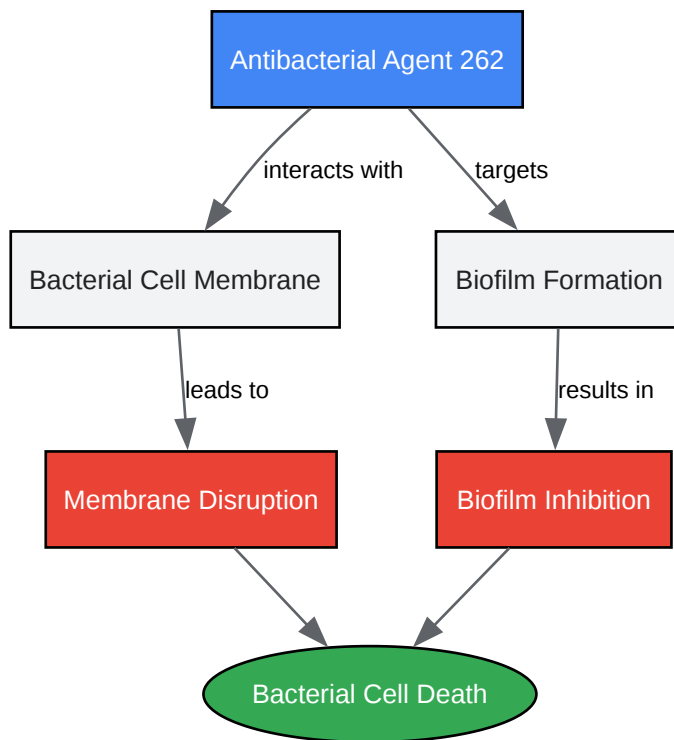 Antibacterial Agent 262
interacts with
targets
Bacterial Cell Membrane
Biofilm Formation
leads to
results in
Membrane Disruption
Biofilm Inhibition
Bacterial Cell Death